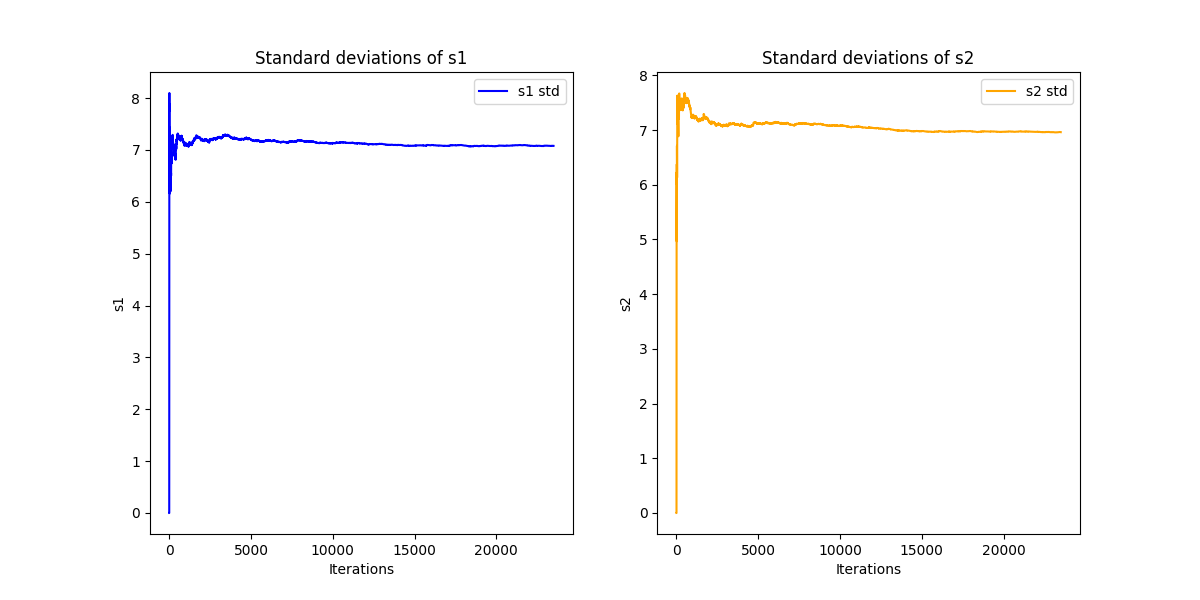 Standard deviations of s1
s1 std
8
7
6
5
4
3
2
1
0
s1
0 5000 10000 15000 20000
Iterations
Standard deviations of s2
s2 std
8
7
6
5
4
3
2
1
0
s2
0 5000 10000 15000 20000
Iterations